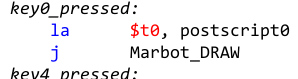 key0_pressed:
la $t0, postscript0
j Marbot_DRAW
key4_pressed: